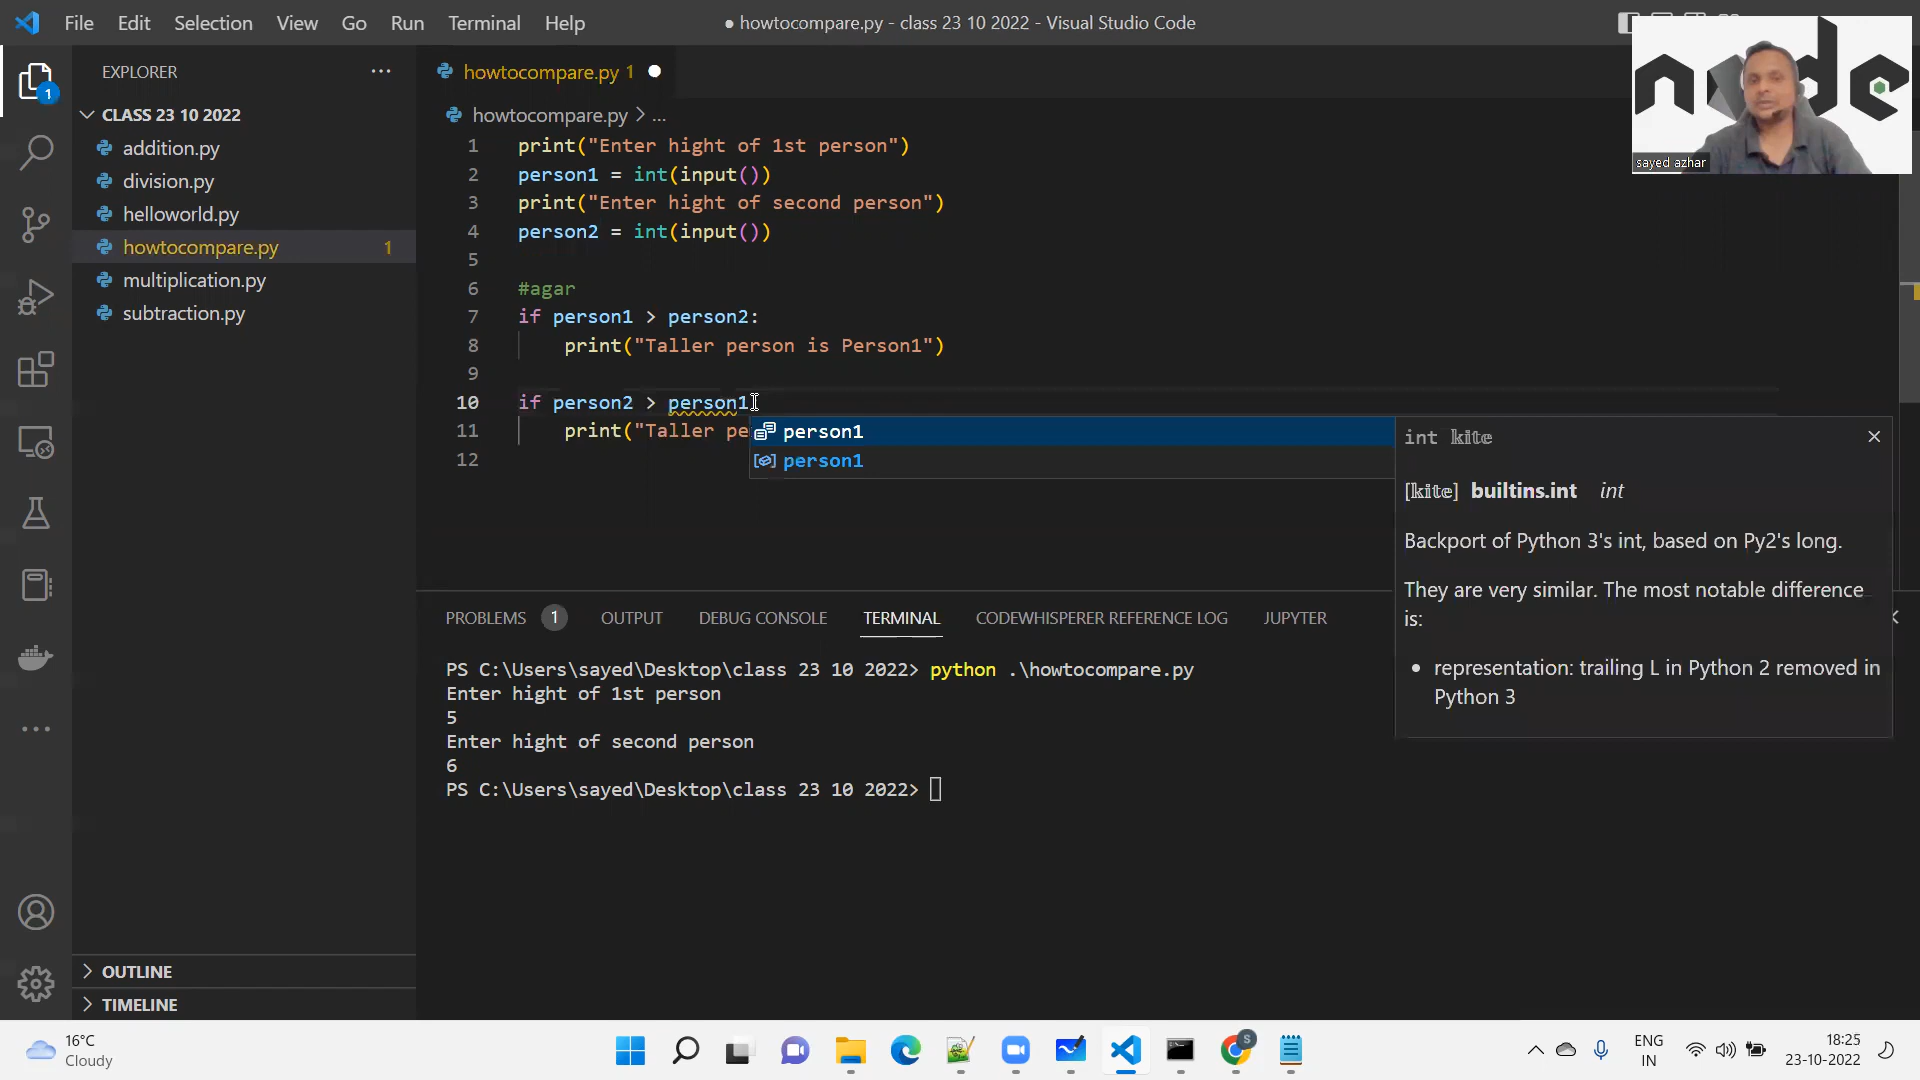 File Edit Selection View Go Run Terminal Help
● howtocompare.py - class 23 10 2022 - Visual Studio Code
node
sayed azhar
EXPLORER
1
CLASS 23 10 2022
addition.py
division.py
helloworld.py
howtocompare.py 1
multiplication.py
subtraction.py
OUTLINE
TIMELINE
howtocompare.py 1
howtocompare.py > ...
1 print("Enter hight of 1st person")
2 person1 = int(input())
3 print("Enter hight of second person")
4 person2 = int(input())
5
6 #agar
7 if person1 > person2:
8 print("Taller person is Person1")
9
10 if person2 > person1
11 print("Taller pe
12
person1
person1
int kite
[kite] builtins.int int
Backport of Python 3's int, based on Py2's long.
They are very similar. The most notable difference
is:
• representation: trailing L in Python 2 removed in
Python 3
PROBLEMS 1 OUTPUT DEBUG CONSOLE TERMINAL CODEWHISPERER REFERENCE LOG JUPYTER
PS C:\Users\sayed\Desktop\class 23 10 2022> python .\howtocompare.py
Enter hight of 1st person
5
Enter hight of second person
6
PS C:\Users\sayed\Desktop\class 23 10 2022>
16°C
Cloudy
S
ENG
IN
18:25
23-10-2022